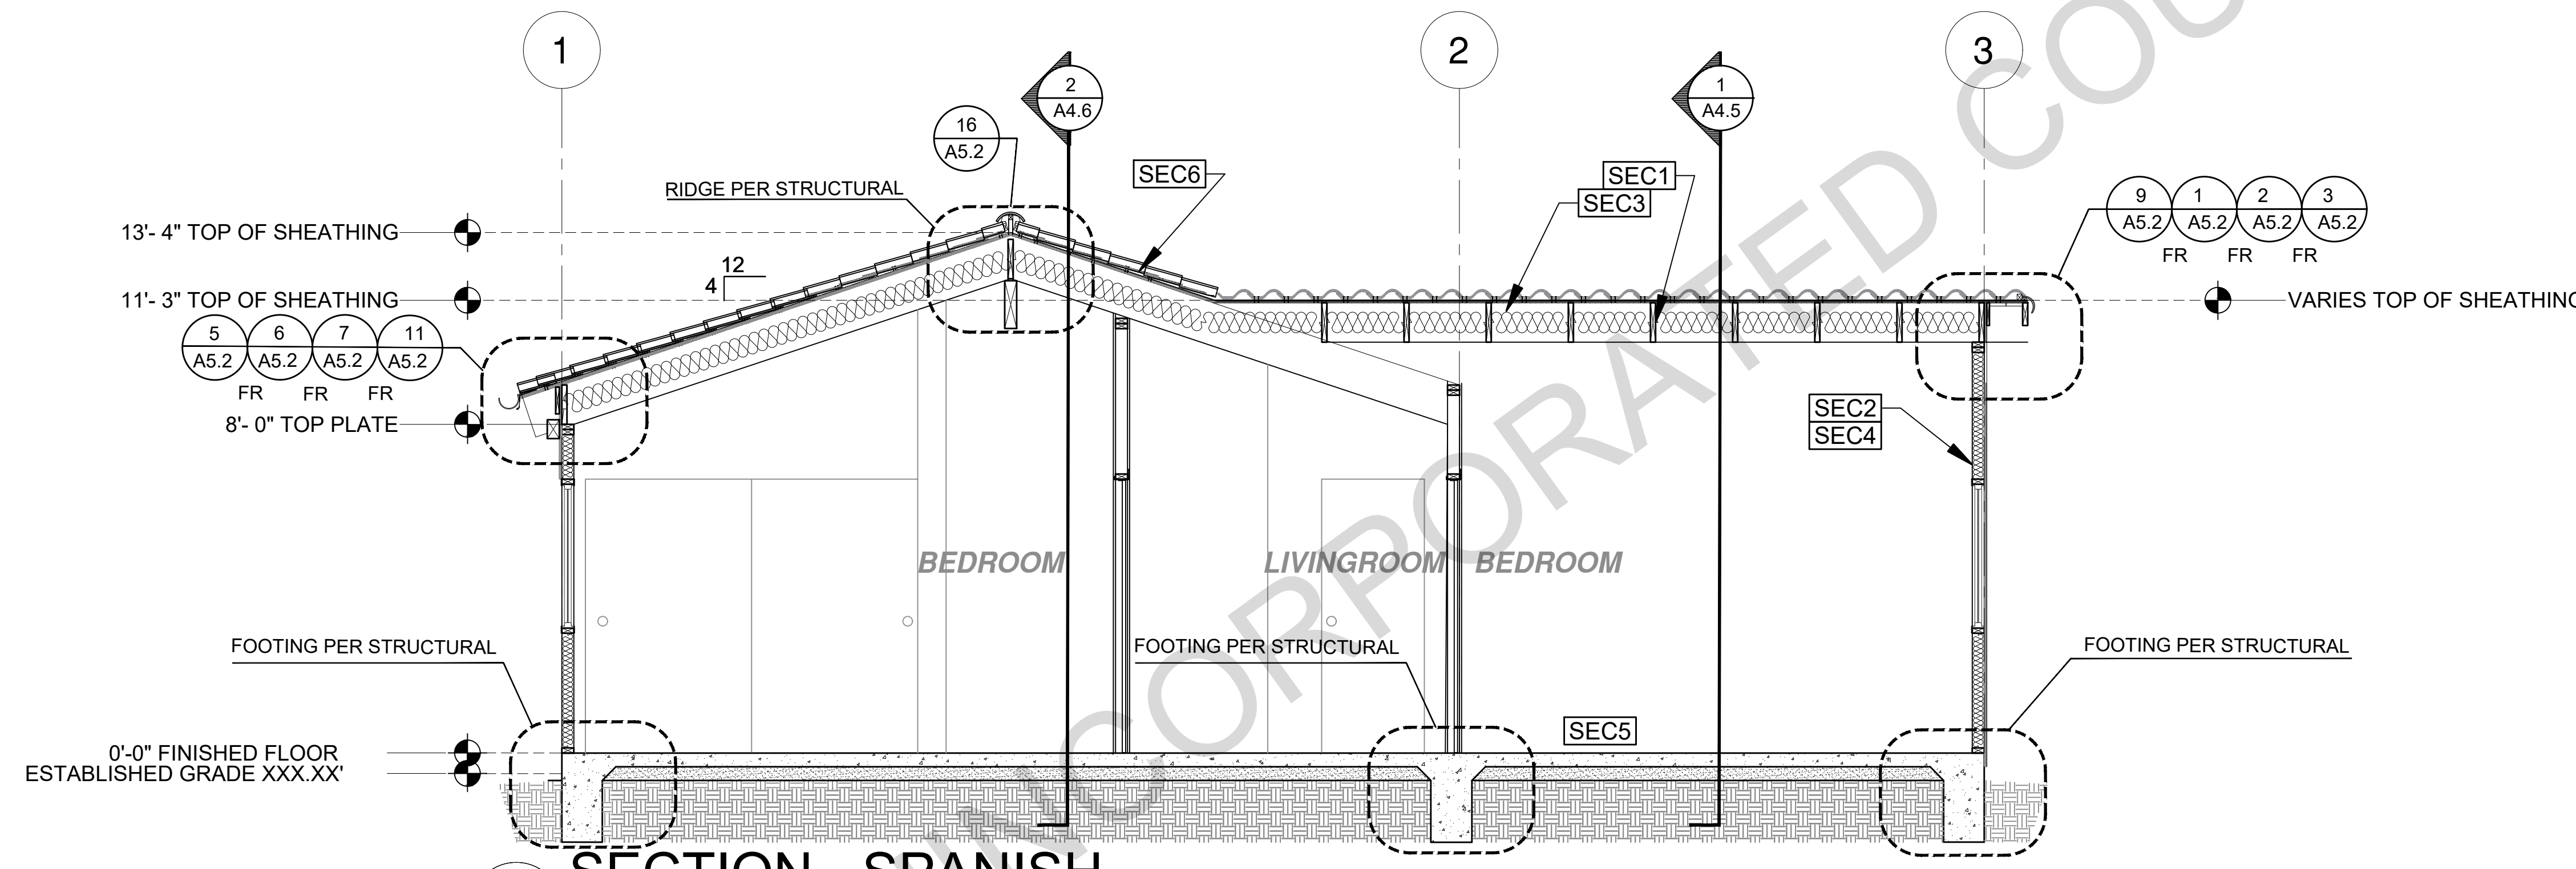 1
2
3
2
A4.6
1
A4.5
16
A5.2
SEC6
SEC1
SEC3
RIDGE PER STRUCTURAL
9
A5.2
1
A5.2
2
A5.2
3
A5.2
FR
FR
FR
13'- 4" TOP OF SHEATHING
12
4
11'- 3" TOP OF SHEATHING
VARIES TOP OF SHEATHING
5
A5.2
6
A5.2
7
A5.2
11
A5.2
FR
FR
FR
8'- 0" TOP PLATE
SEC2
SEC4
BEDROOM
LIVINGROOM
BEDROOM
FOOTING PER STRUCTURAL
FOOTING PER STRUCTURAL
FOOTING PER STRUCTURAL
SEC5
0'-0" FINISHED FLOOR
ESTABLISHED GRADE XXX.XX'
SECTION - SPANISH
INCORPORATED COU